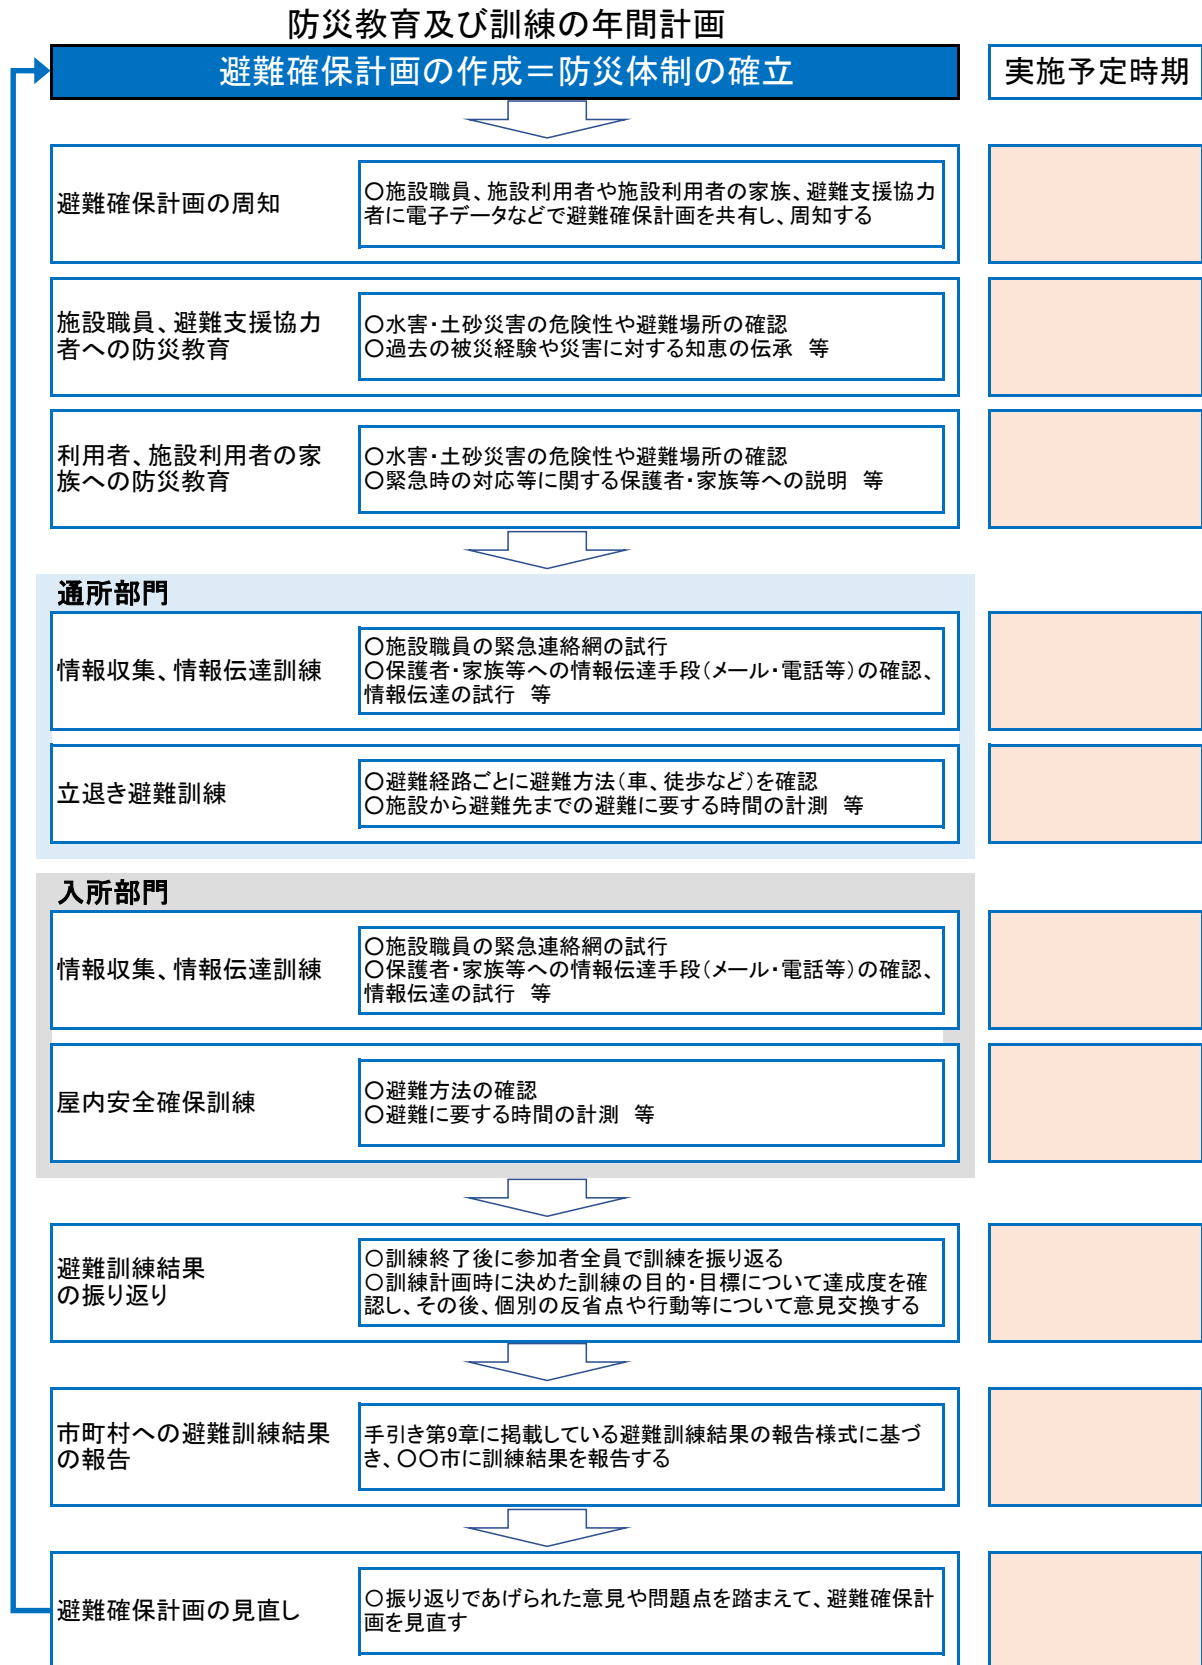 防災教育及び訓練の年間計画
避難確保計画の作成＝防災体制の確立
実施予定時期
避難確保計画の周知
〇施設職員、施設利用者や施設利用者の家族、避難支援協力
者に電子データなどで避難確保計画を共有し、周知する
施設職員、避難支援協力
者への防災教育
〇水害・土砂災害の危険性や避難場所の確認
〇過去の被災経験や災害に対する知恵の伝承　等
利用者、施設利用者の家
族への防災教育
〇水害・土砂災害の危険性や避難場所の確認
〇緊急時の対応等に関する保護者・家族等への説明　等
通所部門
情報収集、情報伝達訓練
〇施設職員の緊急連絡網の試行
〇保護者・家族等への情報伝達手段（メール・電話等）の確認、
情報伝達の試行　等
立退き避難訓練
〇避難経路ごとに避難方法（車、徒歩など）を確認
〇施設から避難先までの避難に要する時間の計測　等
入所部門
情報収集、情報伝達訓練
〇施設職員の緊急連絡網の試行
〇保護者・家族等への情報伝達手段（メール・電話等）の確認、
情報伝達の試行　等
屋内安全確保訓練
〇避難方法の確認
〇避難に要する時間の計測　等
避難訓練結果
の振り返り
〇訓練終了後に参加者全員で訓練を振り返る
〇訓練計画時に決めた訓練の目的・目標について達成度を確
認し、その後、個別の反省点や行動等について意見交換する
市町村への避難訓練結果
の報告
手引き第9章に掲載している避難訓練結果の報告様式に基づ
き、〇〇市に訓練結果を報告する
避難確保計画の見直し
〇振り返りであげられた意見や問題点を踏まえて、避難確保計
画を見直す